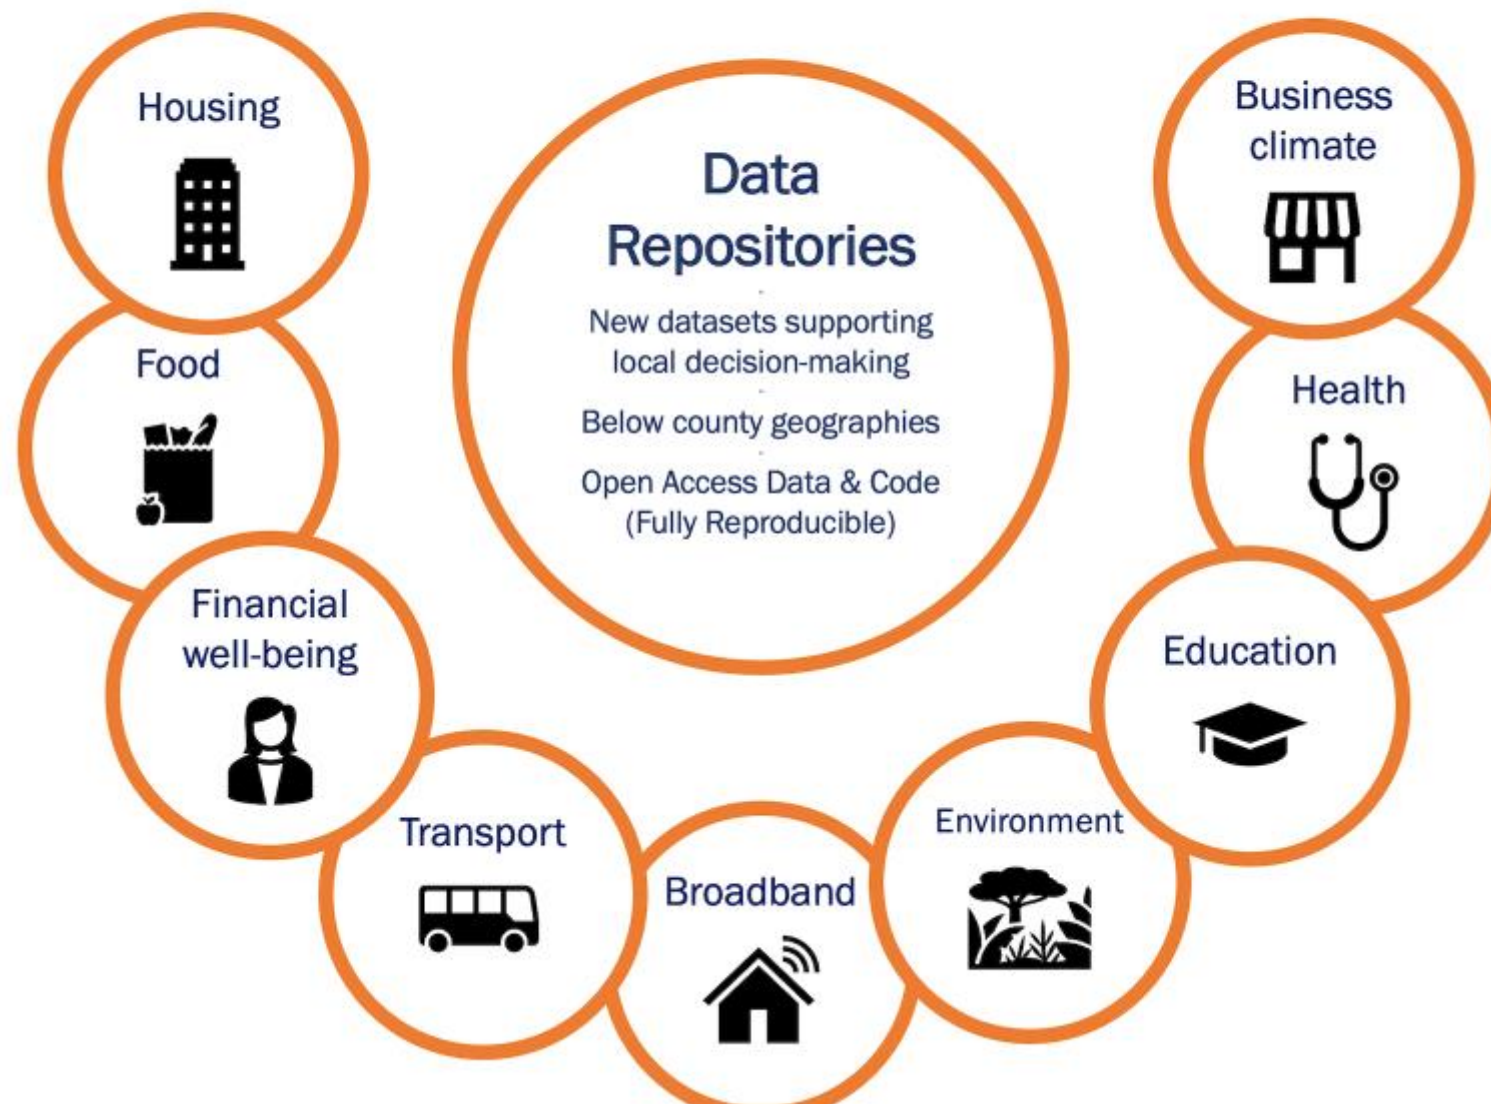 Housing
Food
Financial
well-being
Transport
Broadband
Environment
Education
Health
Business
climate
Data
Repositories
New datasets supporting
local decision-making
Below county geographies
Open Access Data & Code
(Fully Reproducible)